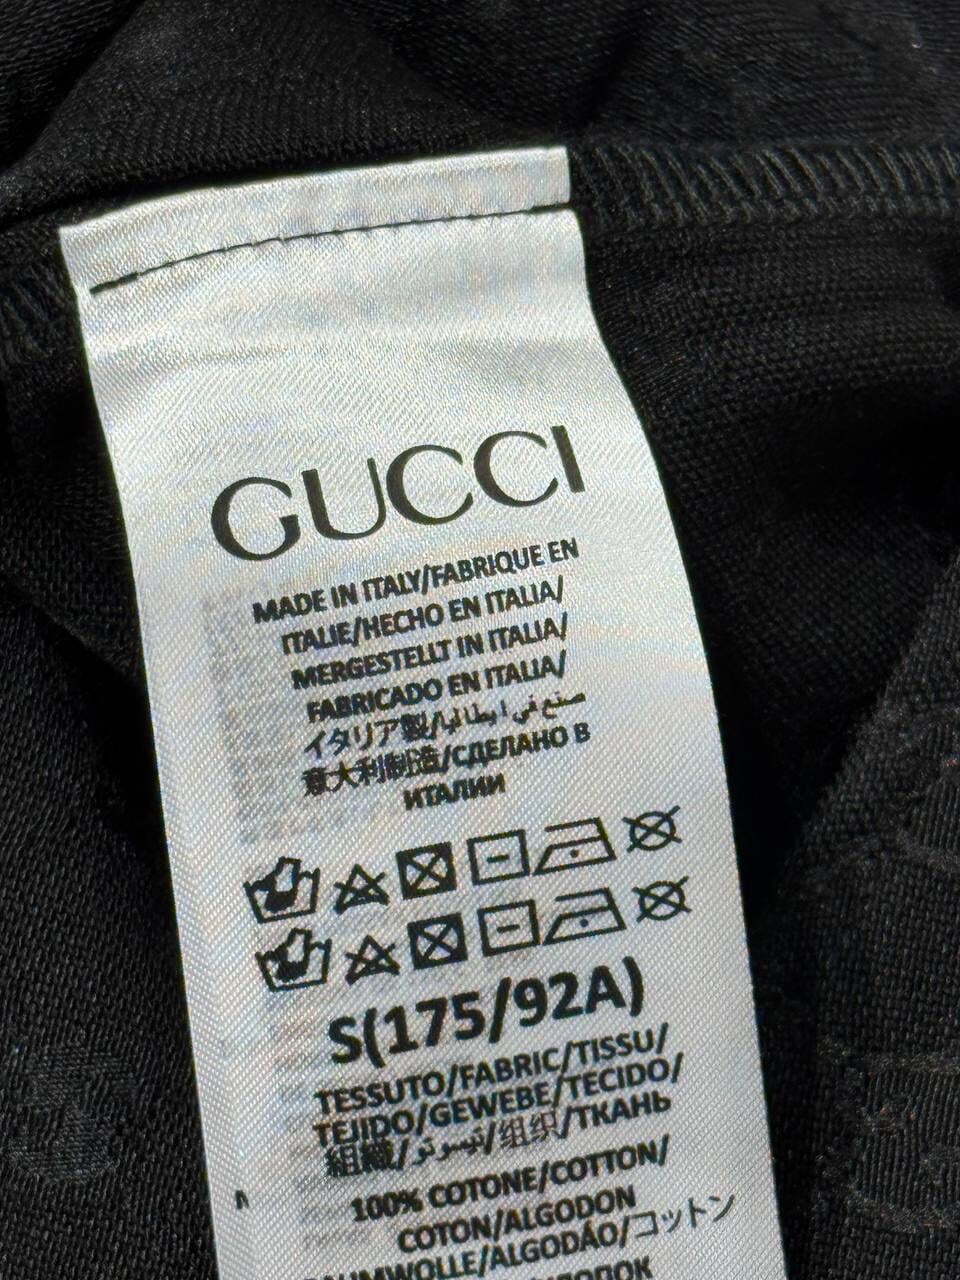 GUCCI
MADE IN ITALY/FABRIQUE EN
ITALIE/HECHO EN ITALIA/
MERGESTELLT IN ITALIA/
FABRICADO EN ITALIA/
イタリア製/صنع في ايطاليا
意大利制造/СДЕЛАНО В
ИТАЛИИ
S(175/92A)
TESSUTO/FABRIC/TISSU/
TEJIDO/GEWEBE/TECIDO/
組織/تيسوتو/组织/ТКАНЬ
100% COTONE/COTTON/
COTON/ALGODON
BAUMWOLLE/ALGODÁO/コットン